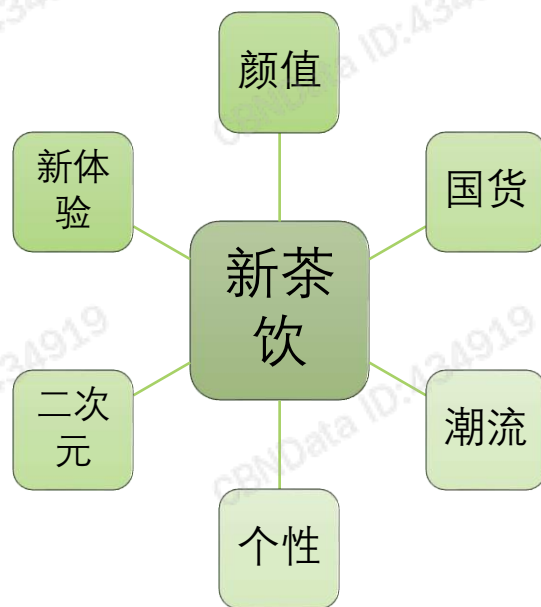 颜值
新体
验
国货
新茶
饮
二次
元
潮流
个性
CBNData ID:434919